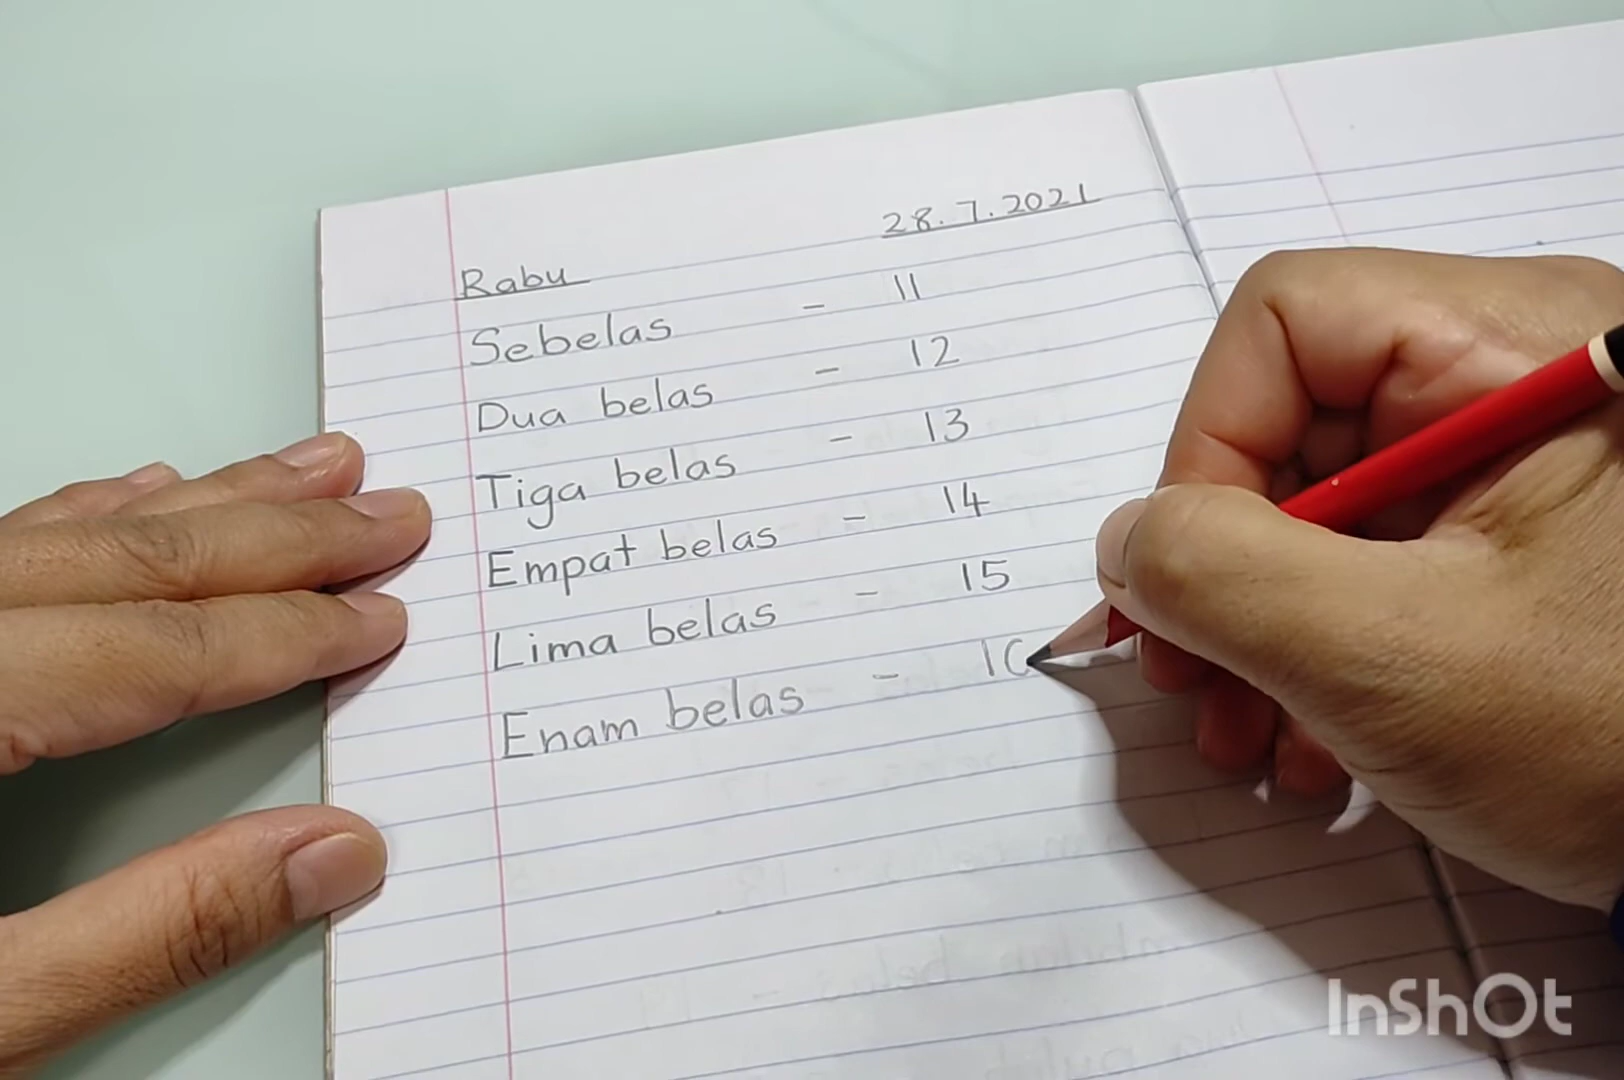 28.7.2021
Rabu
Sebelas - 11
Dua belas - 12
Tiga belas - 13
Empat belas - 14
Lima belas - 15
Enam belas - 1
InShOt